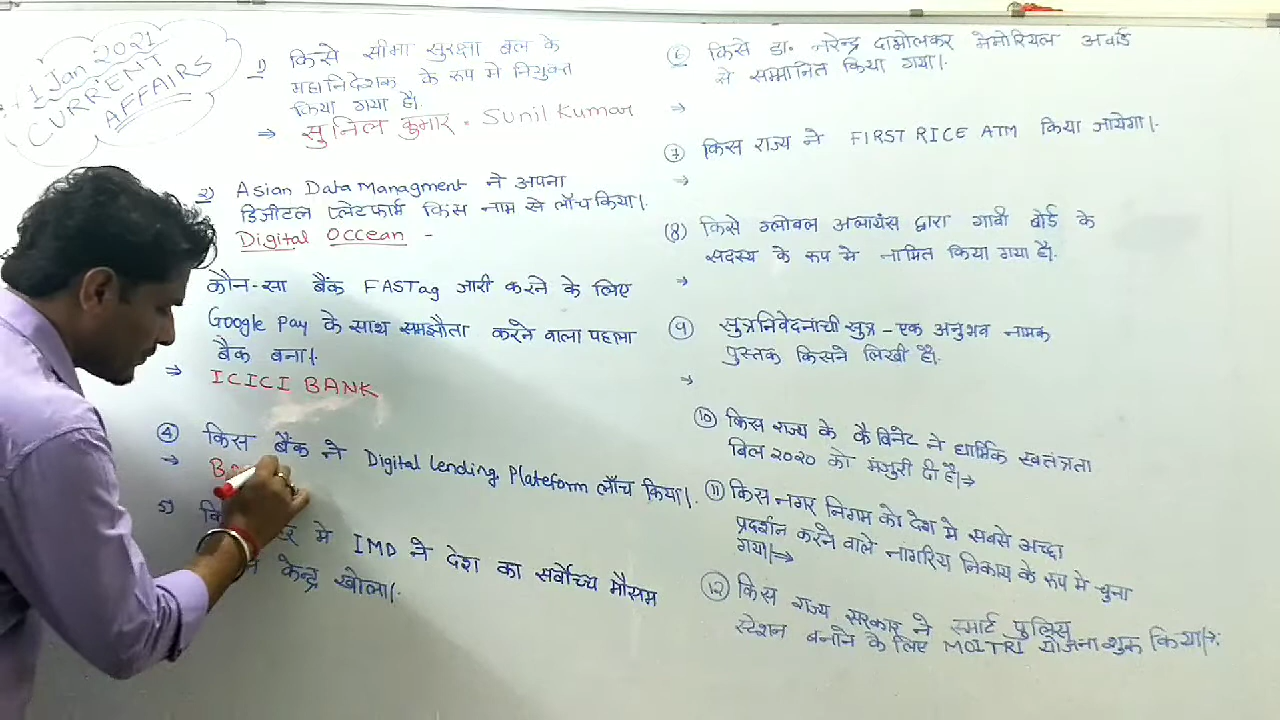 1 Jan 2021
CURRENT
AFFAIRS
1) किसे सीमा सुरक्षा बल के
महानिदेशक के रूप मे नियुक्त
किया गया है।
→ सुनिल कुमार - Sunil Kumar
2) Asian Data Managment ने अपना
डिजीटल प्लेटफार्म किस नाम से लॉच किया।
Digital Occean -
कौन-सा बैंक FASTag जारी करने के लिए
Google Pay के साथ समझौता करने वाला पहला
बैंक बना।
→ ICICI BANK
④ किस बैंक ने Digital Lending Plateform लॉच किया।
→
5) मे IMD ने देश का सर्वोच्च मौसम
केन्द्र खोला।
⑥ किसे डा. नरेन्द्र दाभोलकर मेमोरियल अवार्ड
से सम्मानित किया गया।
→
⑦ किस राज्य ने FIRST RICE ATM किया जायेगा।
→
(8) किसे ग्लोबल अलायंस द्वारा गावी बोर्ड के
सदस्य के रूप मे नामित किया गया है।
→
⑨ सुत्रनिवेदनांची सुत्र - एक अनुभव नामक
पुस्तक किसने लिखी है।
→
⑩ किस राज्य के कैबिनेट ने धार्मिक स्वतंत्रता
बिल २०२० को मंजुरी दी है।→
⑪ किस नगर निगम को देश मे सबसे अच्छा
प्रदर्शन करने वाले नागरिय निकाय के रूप मे चुना
गया।→
⑫ किस राज्य सरकार ने स्मार्ट पुलिस
स्टेशन बनाने के लिए MOITRI योजना शुरू किया।→